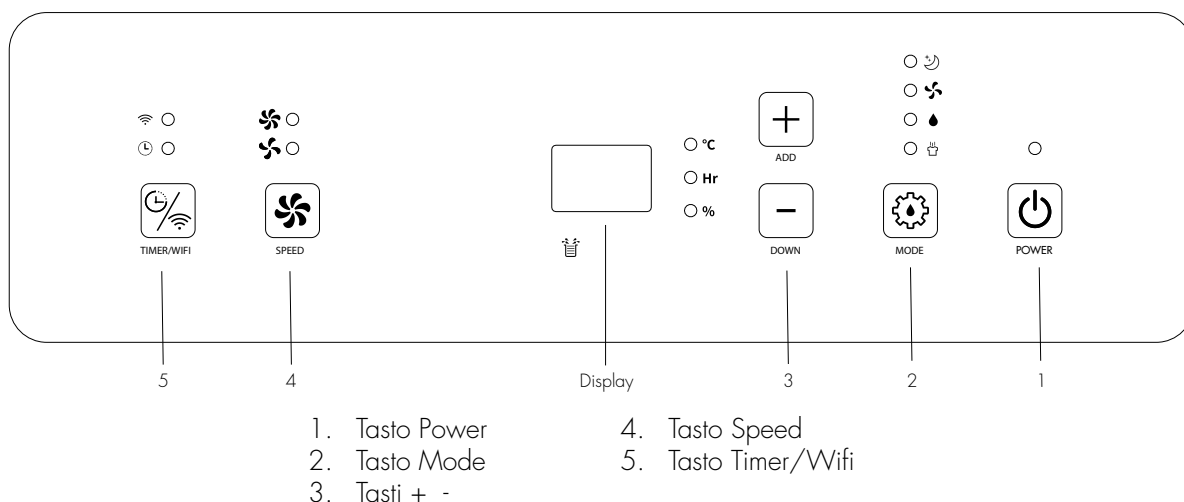 °C
ADD
Hr
%
TIMER/WIFI
SPEED
DOWN
MODE
POWER
5
4
Display
3
2
1
1. Tasto Power
2. Tasto Mode
3. Tasti + -
4. Tasto Speed
5. Tasto Timer/Wifi